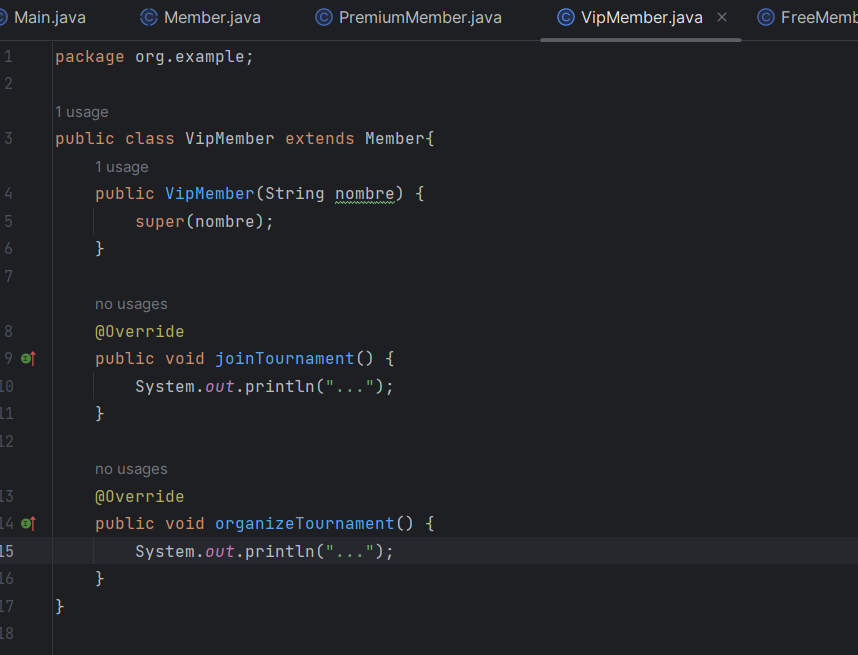 Main.java Member.java PremiumMember.java VipMember.java FreeMemb
1 package org.example;
2
1 usage
3 public class VipMember extends Member{
1 usage
4 public VipMember(String nombre) {
5 super(nombre);
6 }
7
no usages
8 @Override
9 public void joinTournament() {
10 System.out.println("...");
11 }
12
no usages
13 @Override
14 public void organizeTournament() {
15 System.out.println("...");
16 }
17 }
18